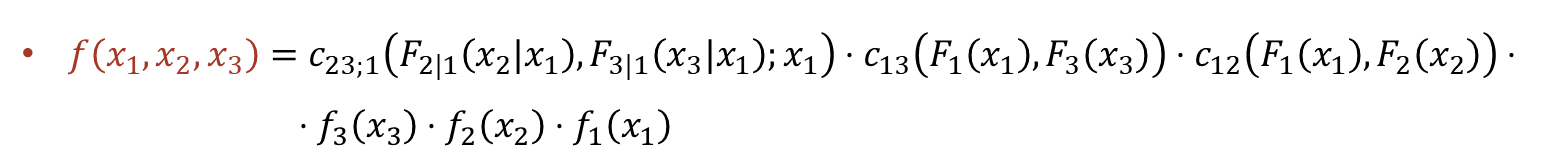 • f(x₁, x₂, x₃) = c₂₃;₁(F₂|₁(x₂|x₁), F₃|₁(x₃|x₁); x₁) · c₁₃(F₁(x₁), F₃(x₃)) · c₁₂(F₁(x₁), F₂(x₂)) ·
· f₃(x₃) · f₂(x₂) · f₁(x₁)